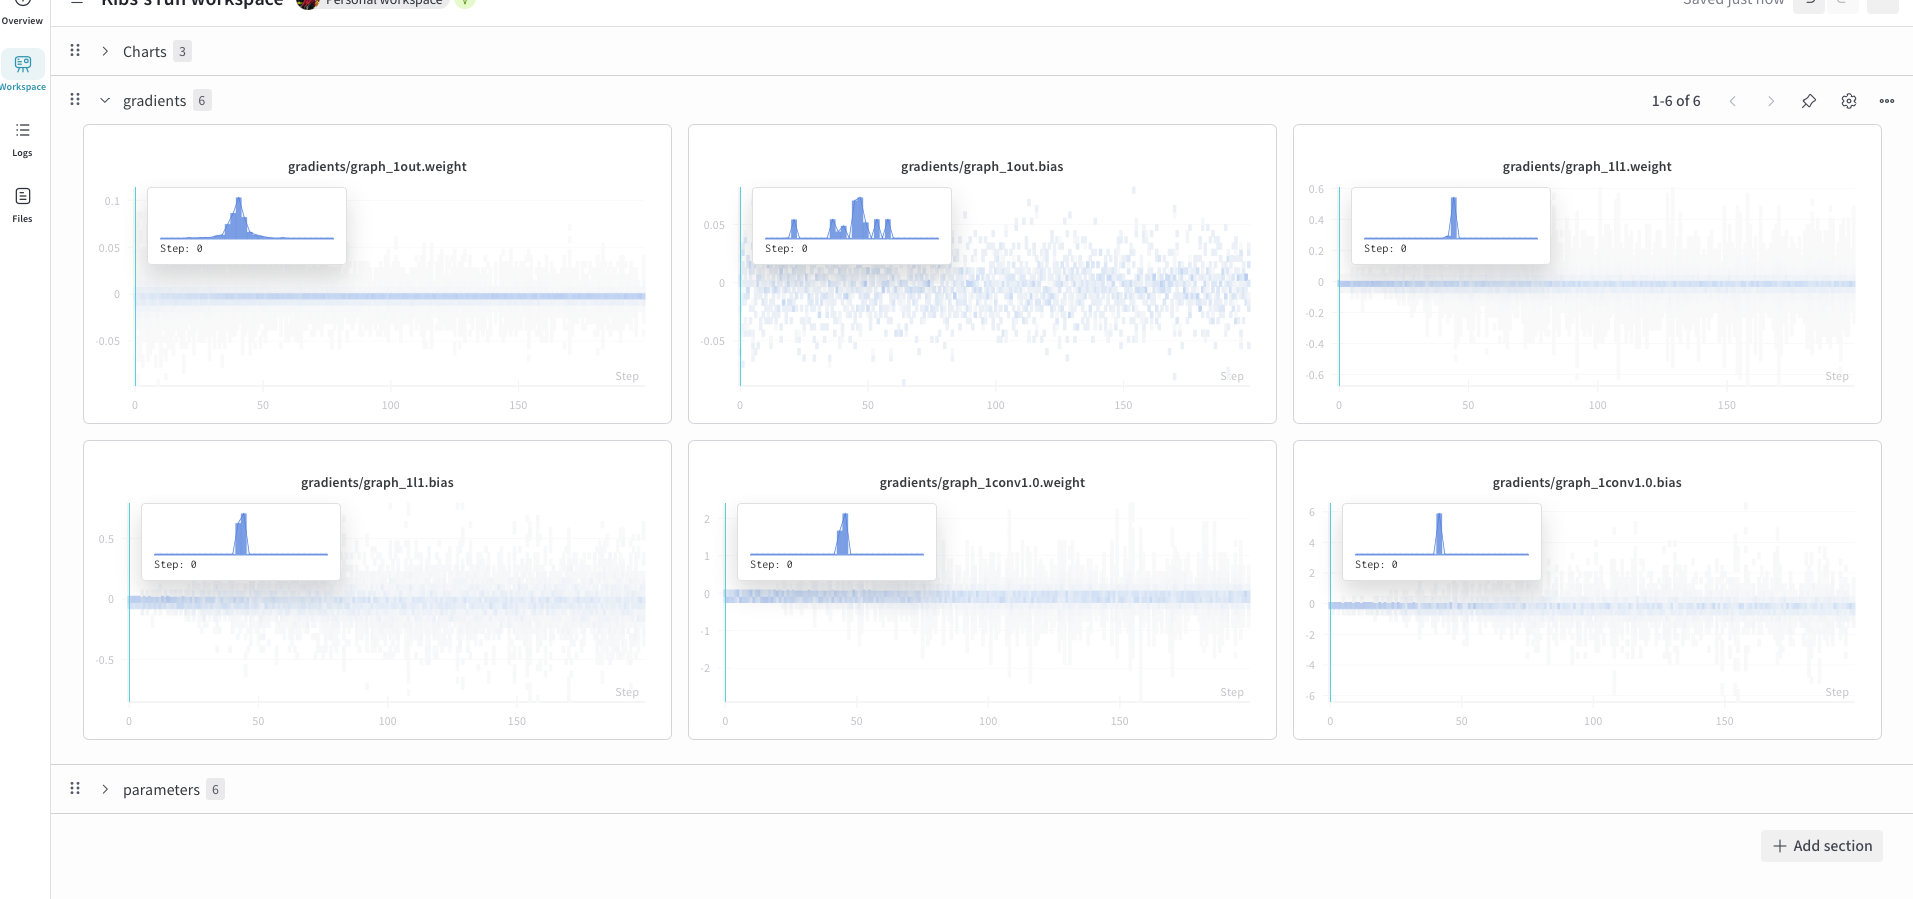 Overview
Ribs's run workspace
Personal workspace
V
Saved just now
Workspace
Logs
Files
Charts 3
gradients 6
1-6 of 6
gradients/graph_1out.weight
0.1
0.05
0
-0.05
Step: 0
Step
0 50 100 150
gradients/graph_1out.bias
0.05
0
-0.05
Step: 0
Step
0 50 100 150
gradients/graph_1l1.weight
0.6
0.4
0.2
0
-0.2
-0.4
-0.6
Step: 0
Step
0 50 100 150
gradients/graph_1l1.bias
0.5
0
-0.5
Step: 0
Step
0 50 100 150
gradients/graph_1conv1.0.weight
2
1
0
-1
-2
Step: 0
Step
0 50 100 150
gradients/graph_1conv1.0.bias
6
4
2
0
-2
-4
-6
Step: 0
Step
0 50 100 150
parameters 6
Add section